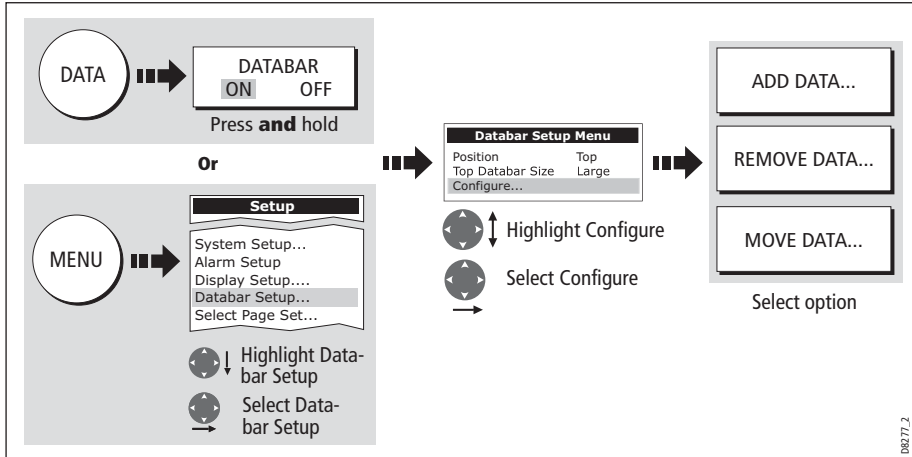 DATA
DATABAR
ON OFF
Press and hold
Or
MENU
Setup
System Setup...
Alarm Setup
Display Setup....
Databar Setup...
Select Page Set...
Highlight Data-
bar Setup
Select Data-
bar Setup
Databar Setup Menu
Position Top
Top Databar Size Large
Configure...
Highlight Configure
Select Configure
ADD DATA...
REMOVE DATA...
MOVE DATA...
Select option
D8277_2